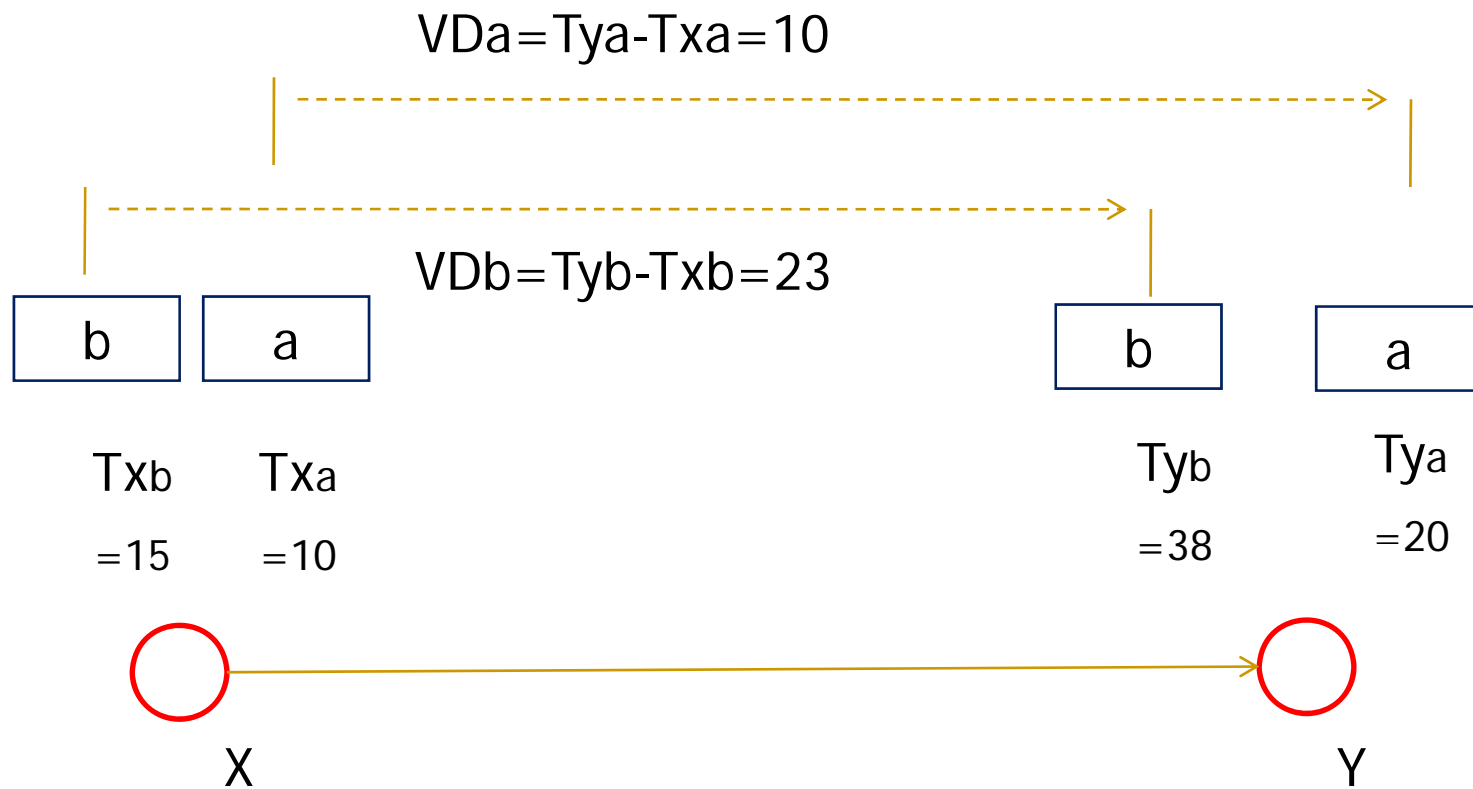 VDa=Tya-Txa=10
VDb=Tyb-Txb=23
b a b a
Txb Txa Tyb Tya
=15 =10 =38 =20
X Y